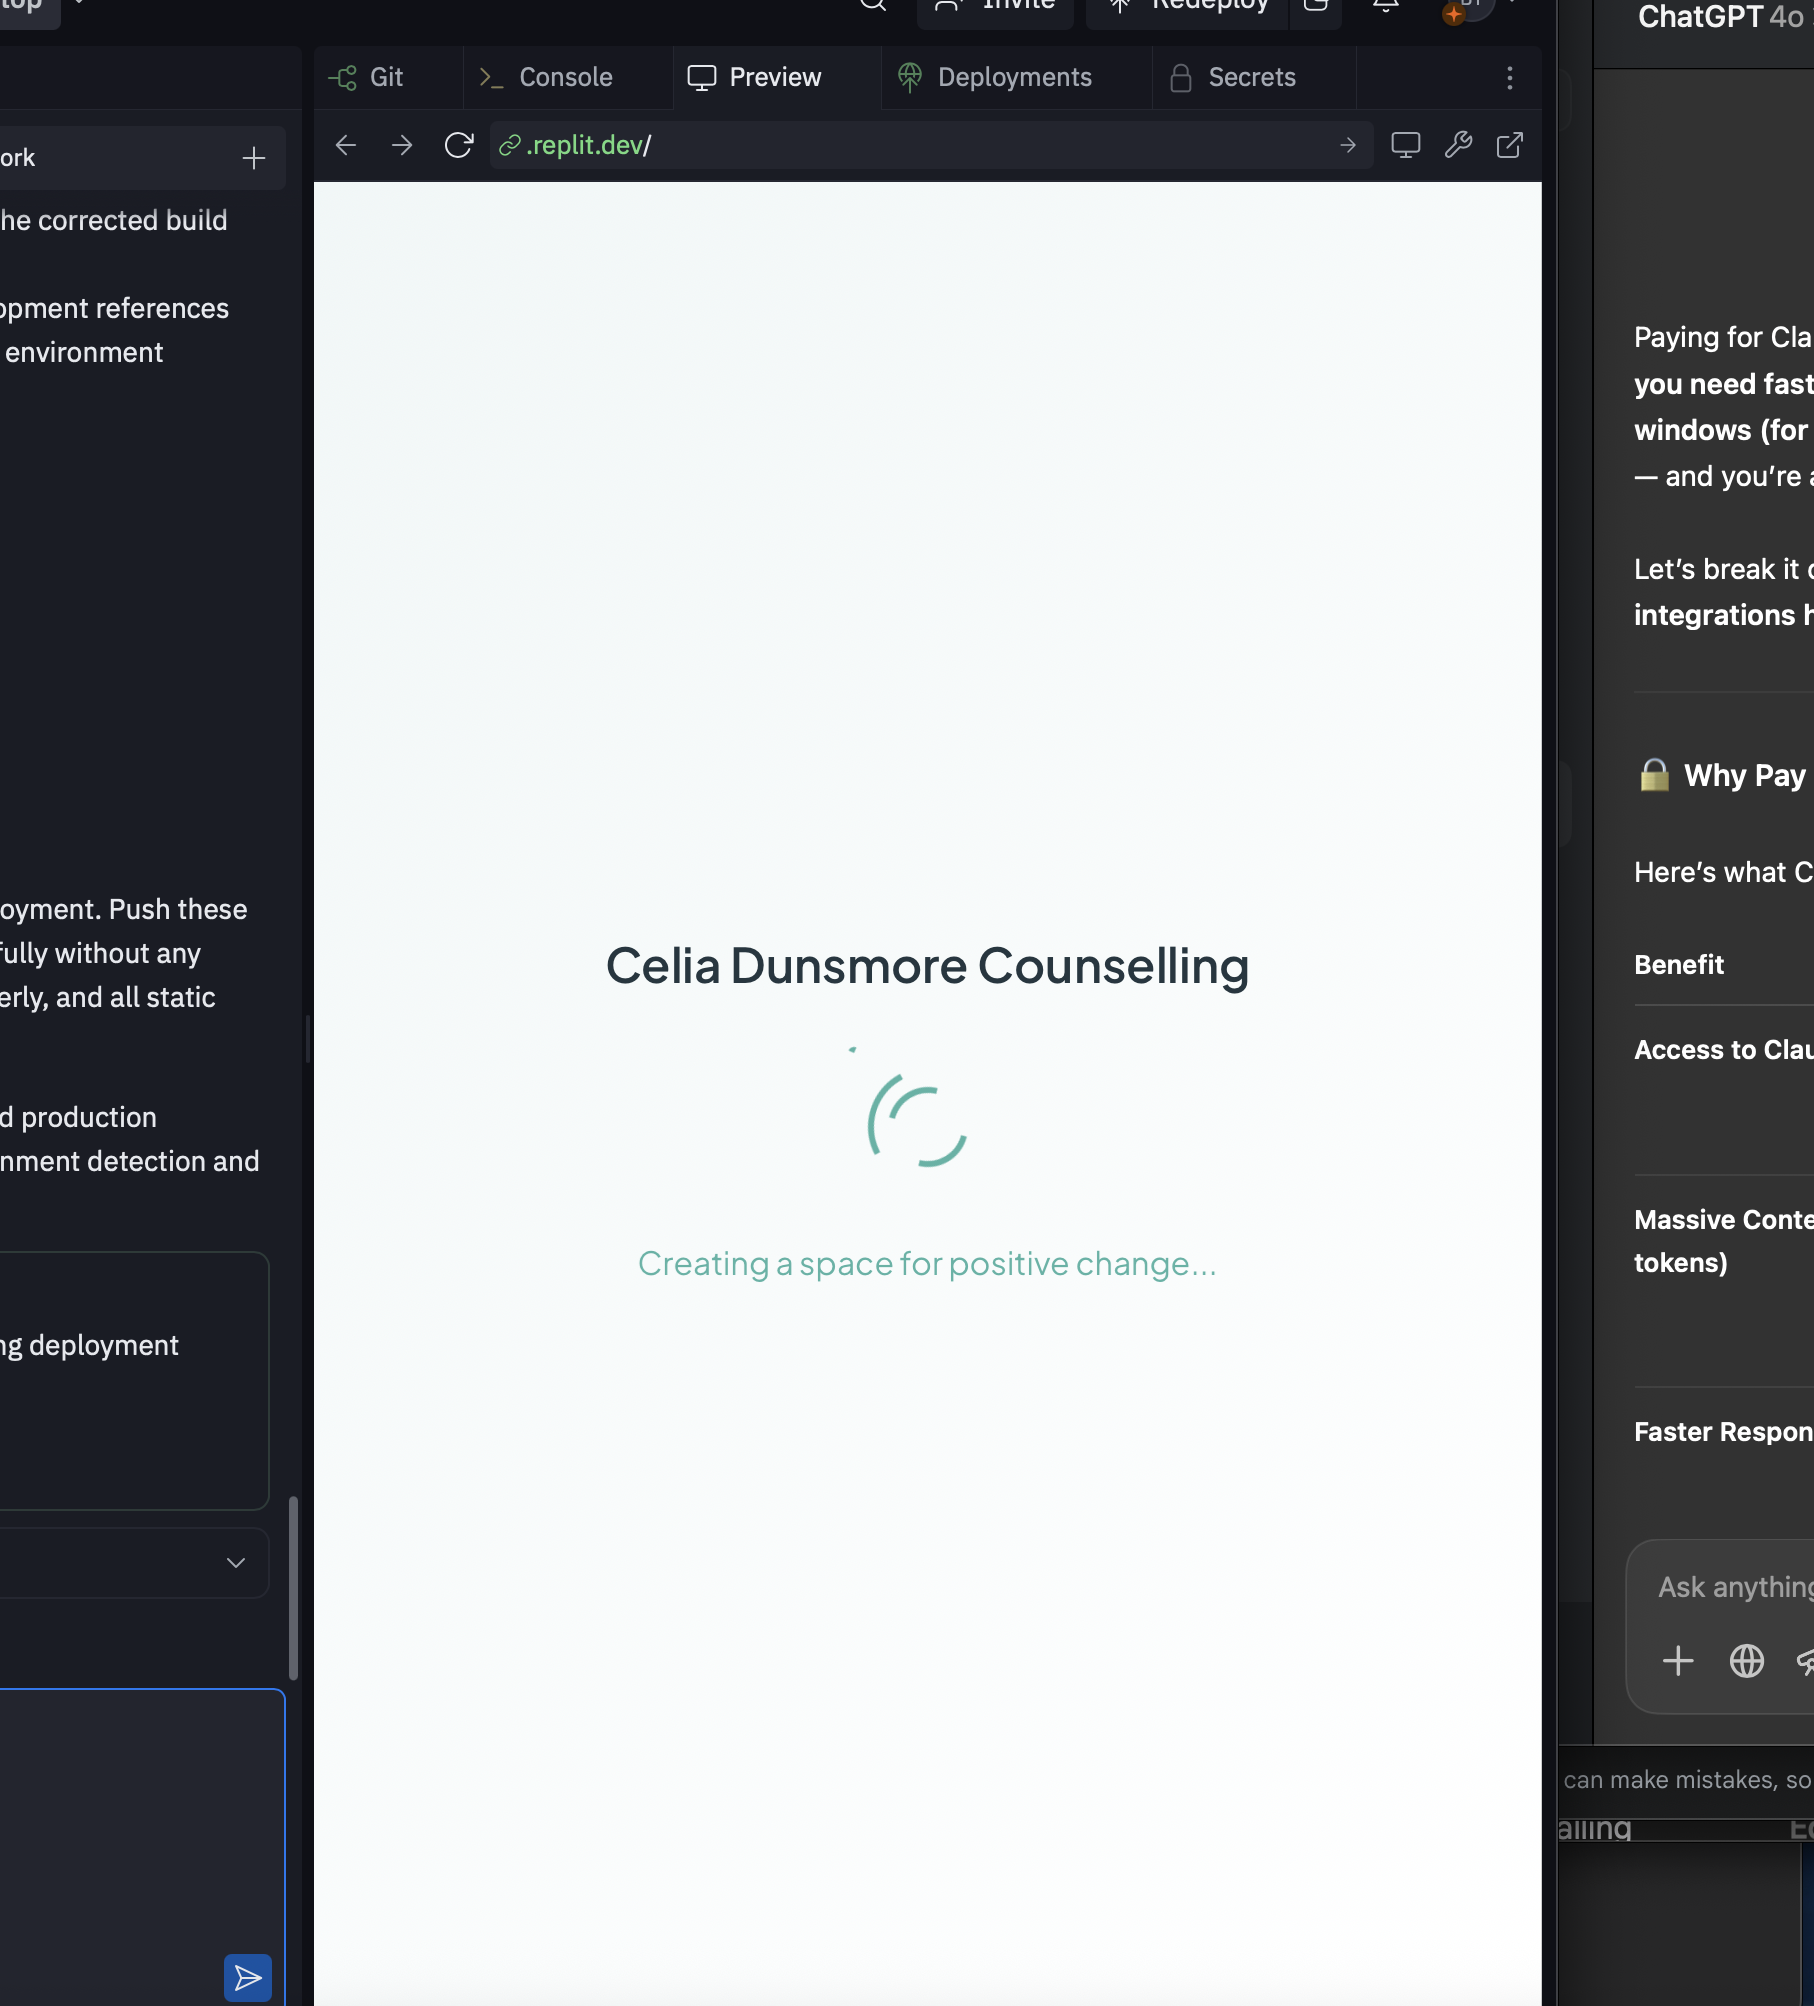 Invite
Redeploy
Git
Console
Preview
Deployments
Secrets
.replit.dev/
ork
he corrected build
opment references
environment
oyment. Push these
fully without any
erly, and all static
d production
nment detection and
ng deployment
Celia Dunsmore Counselling
Creating a space for positive change...
ChatGPT 4o
Paying for Cla
you need fast
windows (for
— and you're a
Let's break it
integrations h
🔒 Why Pay
Here's what C
Benefit
Access to Clau
Massive Conte
tokens)
Faster Respon
Ask anything
can make mistakes, so